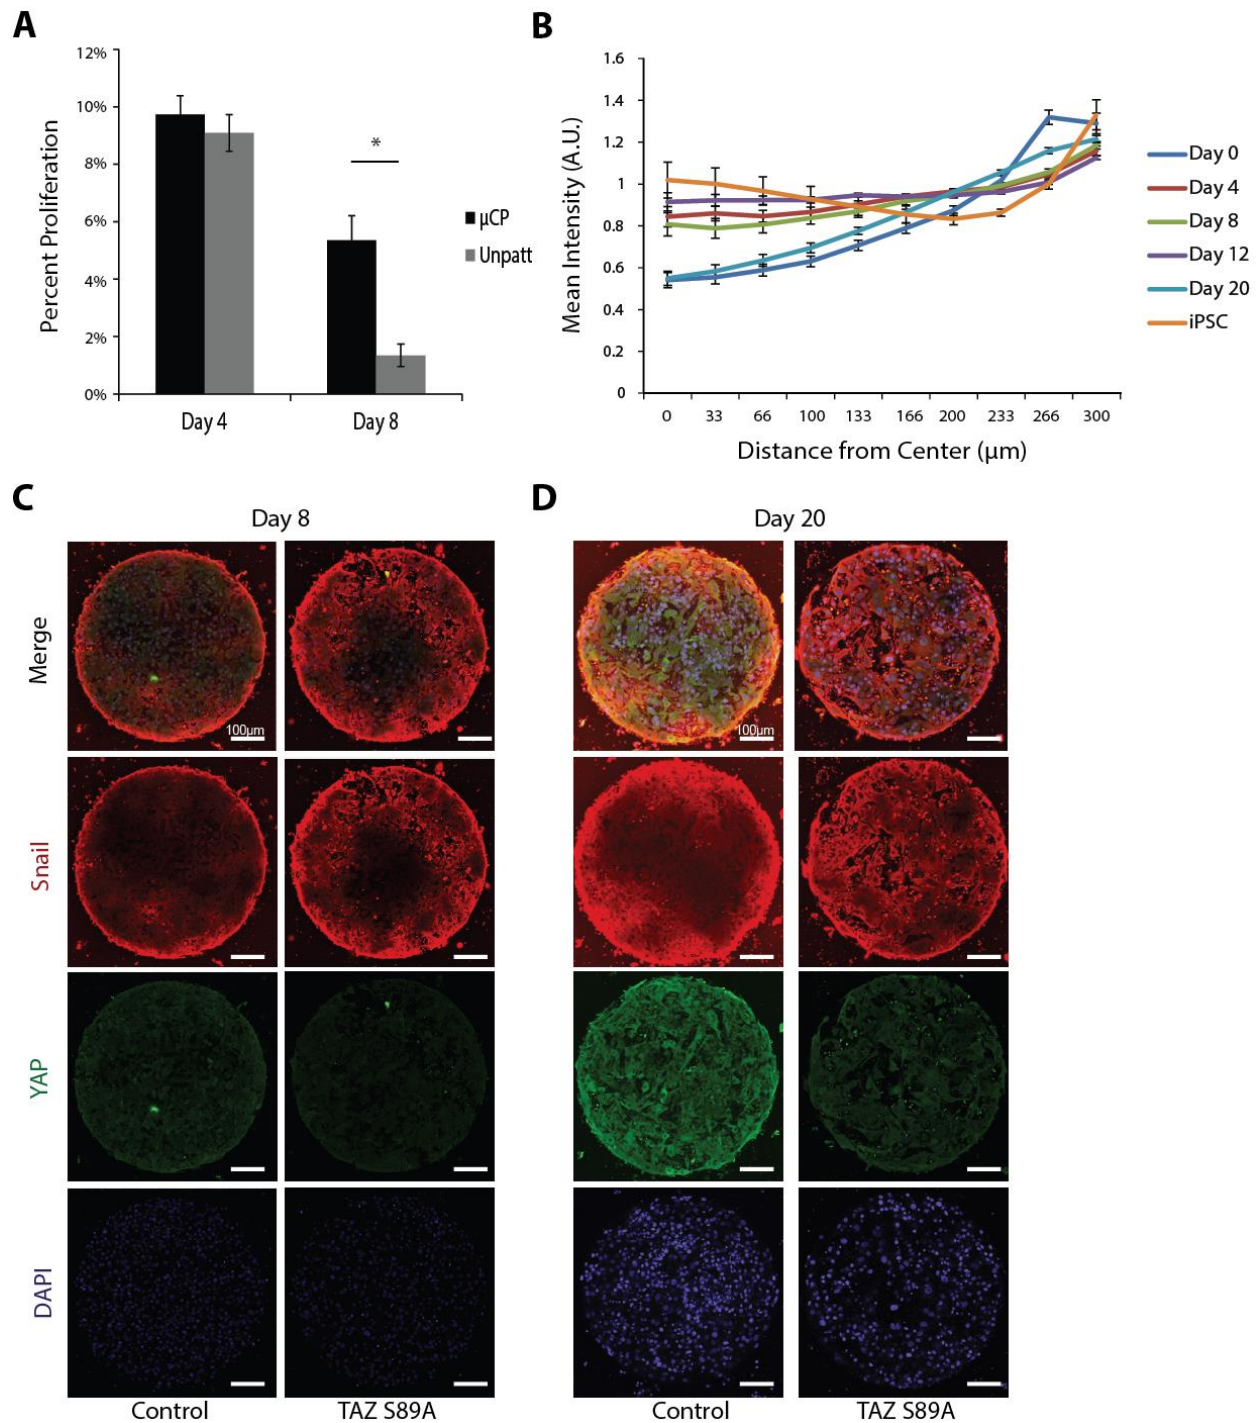 A
12%
10%
8%
6%
4%
2%
0%
Percent Proliferation
*
μCP
Unpatt
Day 4
Day 8
B
1.6
1.4
1.2
1
0.8
0.6
0.4
0.2
0
Mean Intensity (A.U.)
0 33 66 100 133 166 200 233 266 300
Distance from Center (μm)
Day 0
Day 4
Day 8
Day 12
Day 20
iPSC
C
Day 8
D
Day 20
Merge
100μm
100μm
Snail
YAP
DAPI
Control
TAZ S89A
Control
TAZ S89A